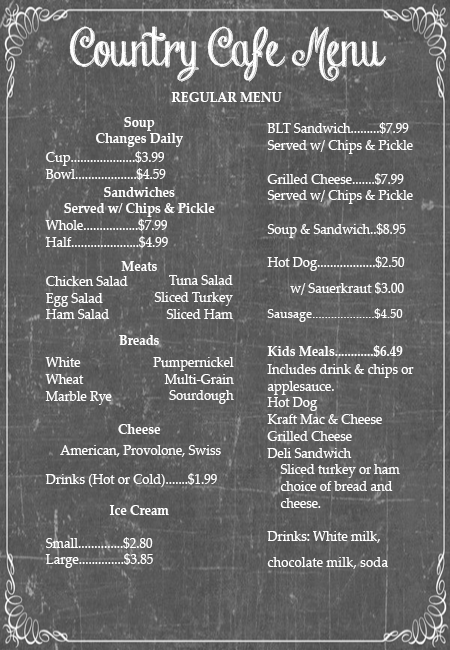 Country Cafe Menu
REGULAR MENU
Soup
Changes Daily
Cup.....................$3.99
Bowl....................$4.59
Sandwiches
Served w/ Chips & Pickle
Whole..................$7.99
Half......................$4.99
Meats
Chicken Salad Tuna Salad
Egg Salad Sliced Turkey
Ham Salad Sliced Ham
Breads
White Pumpernickel
Wheat Multi-Grain
Marble Rye Sourdough
Cheese
American, Provolone, Swiss
Drinks (Hot or Cold).......$1.99
Ice Cream
Small...............$2.80
Large...............$3.85
BLT Sandwich.........$7.99
Served w/ Chips & Pickle
Grilled Cheese.......$7.99
Served w/ Chips & Pickle
Soup & Sandwich..$8.95
Hot Dog...................$2.50
w/ Sauerkraut $3.00
Sausage....................$4.50
Kids Meals............$6.49
Includes drink & chips or
applesauce.
Hot Dog
Kraft Mac & Cheese
Grilled Cheese
Deli Sandwich
Sliced turkey or ham
choice of bread and
cheese.
Drinks: White milk,
chocolate milk, soda